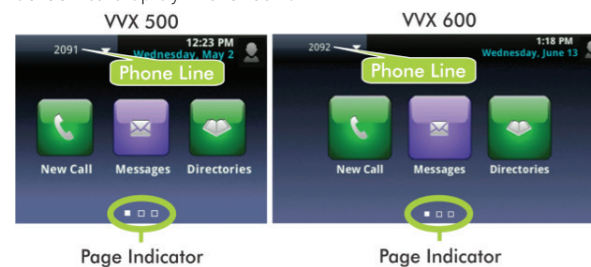 VVX 500
VVX 600
2091
12:23 PM
Wednesday, May 2
Phone Line
New Call Messages Directories
Page Indicator
2092
1:18 PM
Wednesday, June 13
Phone Line
New Call Messages Directories
Page Indicator